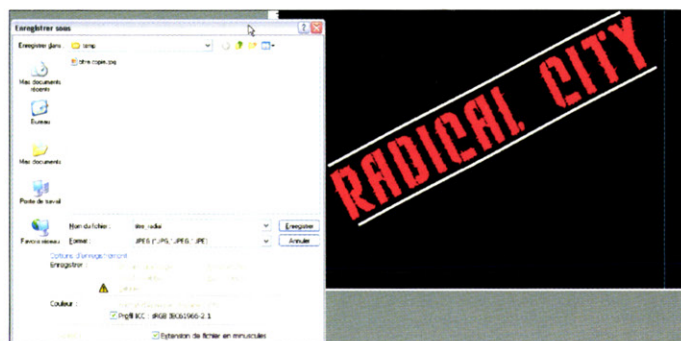 Enregistrer sous
Enregistrer dans : temp
titre copie.jpg
Mes documents récents
Bureau
Mes documents
Poste de travail
Favoris réseau
Nom du fichier : titre_radial
Enregistrer
Format : JPEG (*.JPG;*.JPEG;*.JPE)
Annuler
Options d'enregistrement
Enregistrer :
Couleur :
Profil ICC : sRGB IEC61966-2.1
Extension de fichier en minuscules
RADICAL CITY